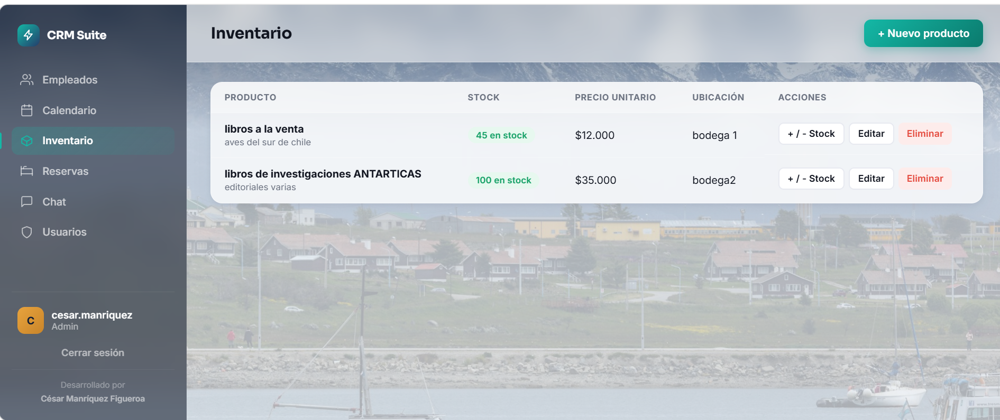 CRM Suite
Empleados
Calendario
Inventario
Reservas
Chat
Usuarios
C
cesar.manriquez
Admin
Cerrar sesión
Desarrollado por
César Manríquez Figueroa
Inventario
+ Nuevo producto
PRODUCTO STOCK PRECIO UNITARIO UBICACIÓN ACCIONES
libros a la venta
aves del sur de chile
45 en stock $12.000 bodega 1 + / - Stock Editar Eliminar
libros de investigaciones ANTARTICAS
editoriales varias
100 en stock $35.000 bodega2 + / - Stock Editar Eliminar